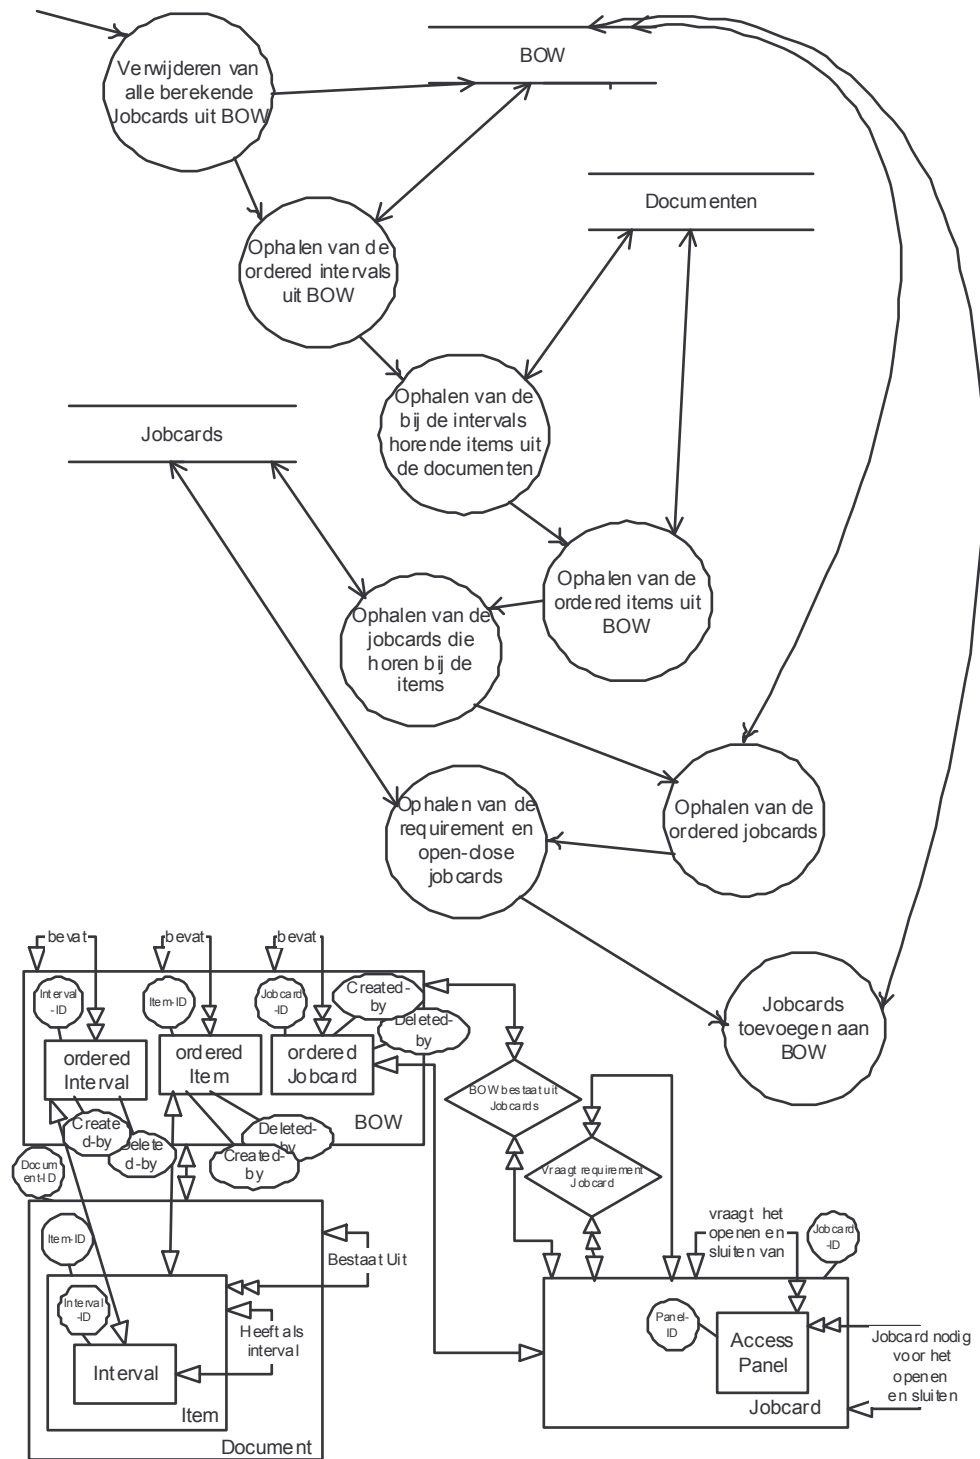 Verwijderen van
alle berekende
Jobcards uit BOW
BOW
Documenten
Ophalen van de
ordered intervals
uit BOW
Ophalen van de
bij de intervals
horende items uit
de documenten
Jobcards
Ophalen van de
ordered items uit
BOW
Ophalen van de
jobcards die
horen bij de
items
Ophalen van de
requirement en
open-close
jobcards
Ophalen van de
ordered jobcards
Jobcards
toevoegen aan
BOW
bevat
bevat
bevat
Interval
-ID
Item-ID
Jobcard
-ID
Created-
by
Deleted-
by
ordered
Interval
ordered
Item
ordered
Jobcard
BOW
Create
d-by
Delete
d-by
Deleted-
by
Created-
by
BOW bestaat uit
Jobcards
Vraagt requirement
Jobcard
Docum
ent-ID
Item-ID
Interval
-ID
Interval
Item
Document
Bestaat Uit
Heeft als
interval
vraagt het
openen en
sluiten van
Jobcard
-ID
Panel-
ID
Access
Panel
Jobcard
Jobcard nodig
voor het
openen
en sluiten